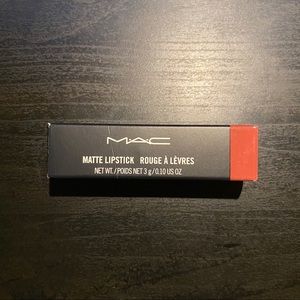 MAC
MATTE LIPSTICK ROUGE À LÈVRES
NET WT./POIDS NET 3 g/0.10 US OZ